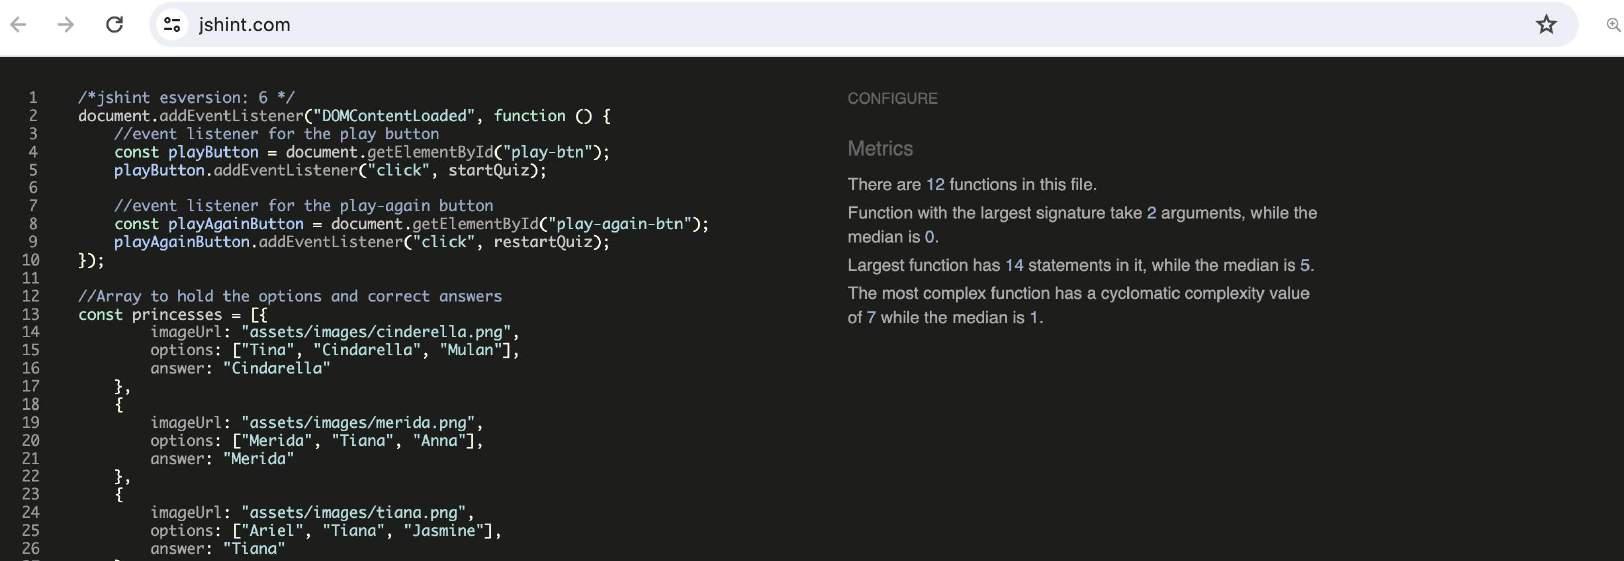 jshint.com
1 /*jshint esversion: 6 */
2 document.addEventListener("DOMContentLoaded", function () {
3 //event listener for the play button
4 const playButton = document.getElementById("play-btn");
5 playButton.addEventListener("click", startQuiz);
6
7 //event listener for the play-again button
8 const playAgainButton = document.getElementById("play-again-btn");
9 playAgainButton.addEventListener("click", restartQuiz);
10 });
11
12 //Array to hold the options and correct answers
13 const princesses = [{
14 imageUrl: "assets/images/cinderella.png",
15 options: ["Tina", "Cindarella", "Mulan"],
16 answer: "Cindarella"
17 },
18 {
19 imageUrl: "assets/images/merida.png",
20 options: ["Merida", "Tiana", "Anna"],
21 answer: "Merida"
22 },
23 {
24 imageUrl: "assets/images/tiana.png",
25 options: ["Ariel", "Tiana", "Jasmine"],
26 answer: "Tiana"
CONFIGURE
Metrics
There are 12 functions in this file.
Function with the largest signature take 2 arguments, while the
median is 0.
Largest function has 14 statements in it, while the median is 5.
The most complex function has a cyclomatic complexity value
of 7 while the median is 1.